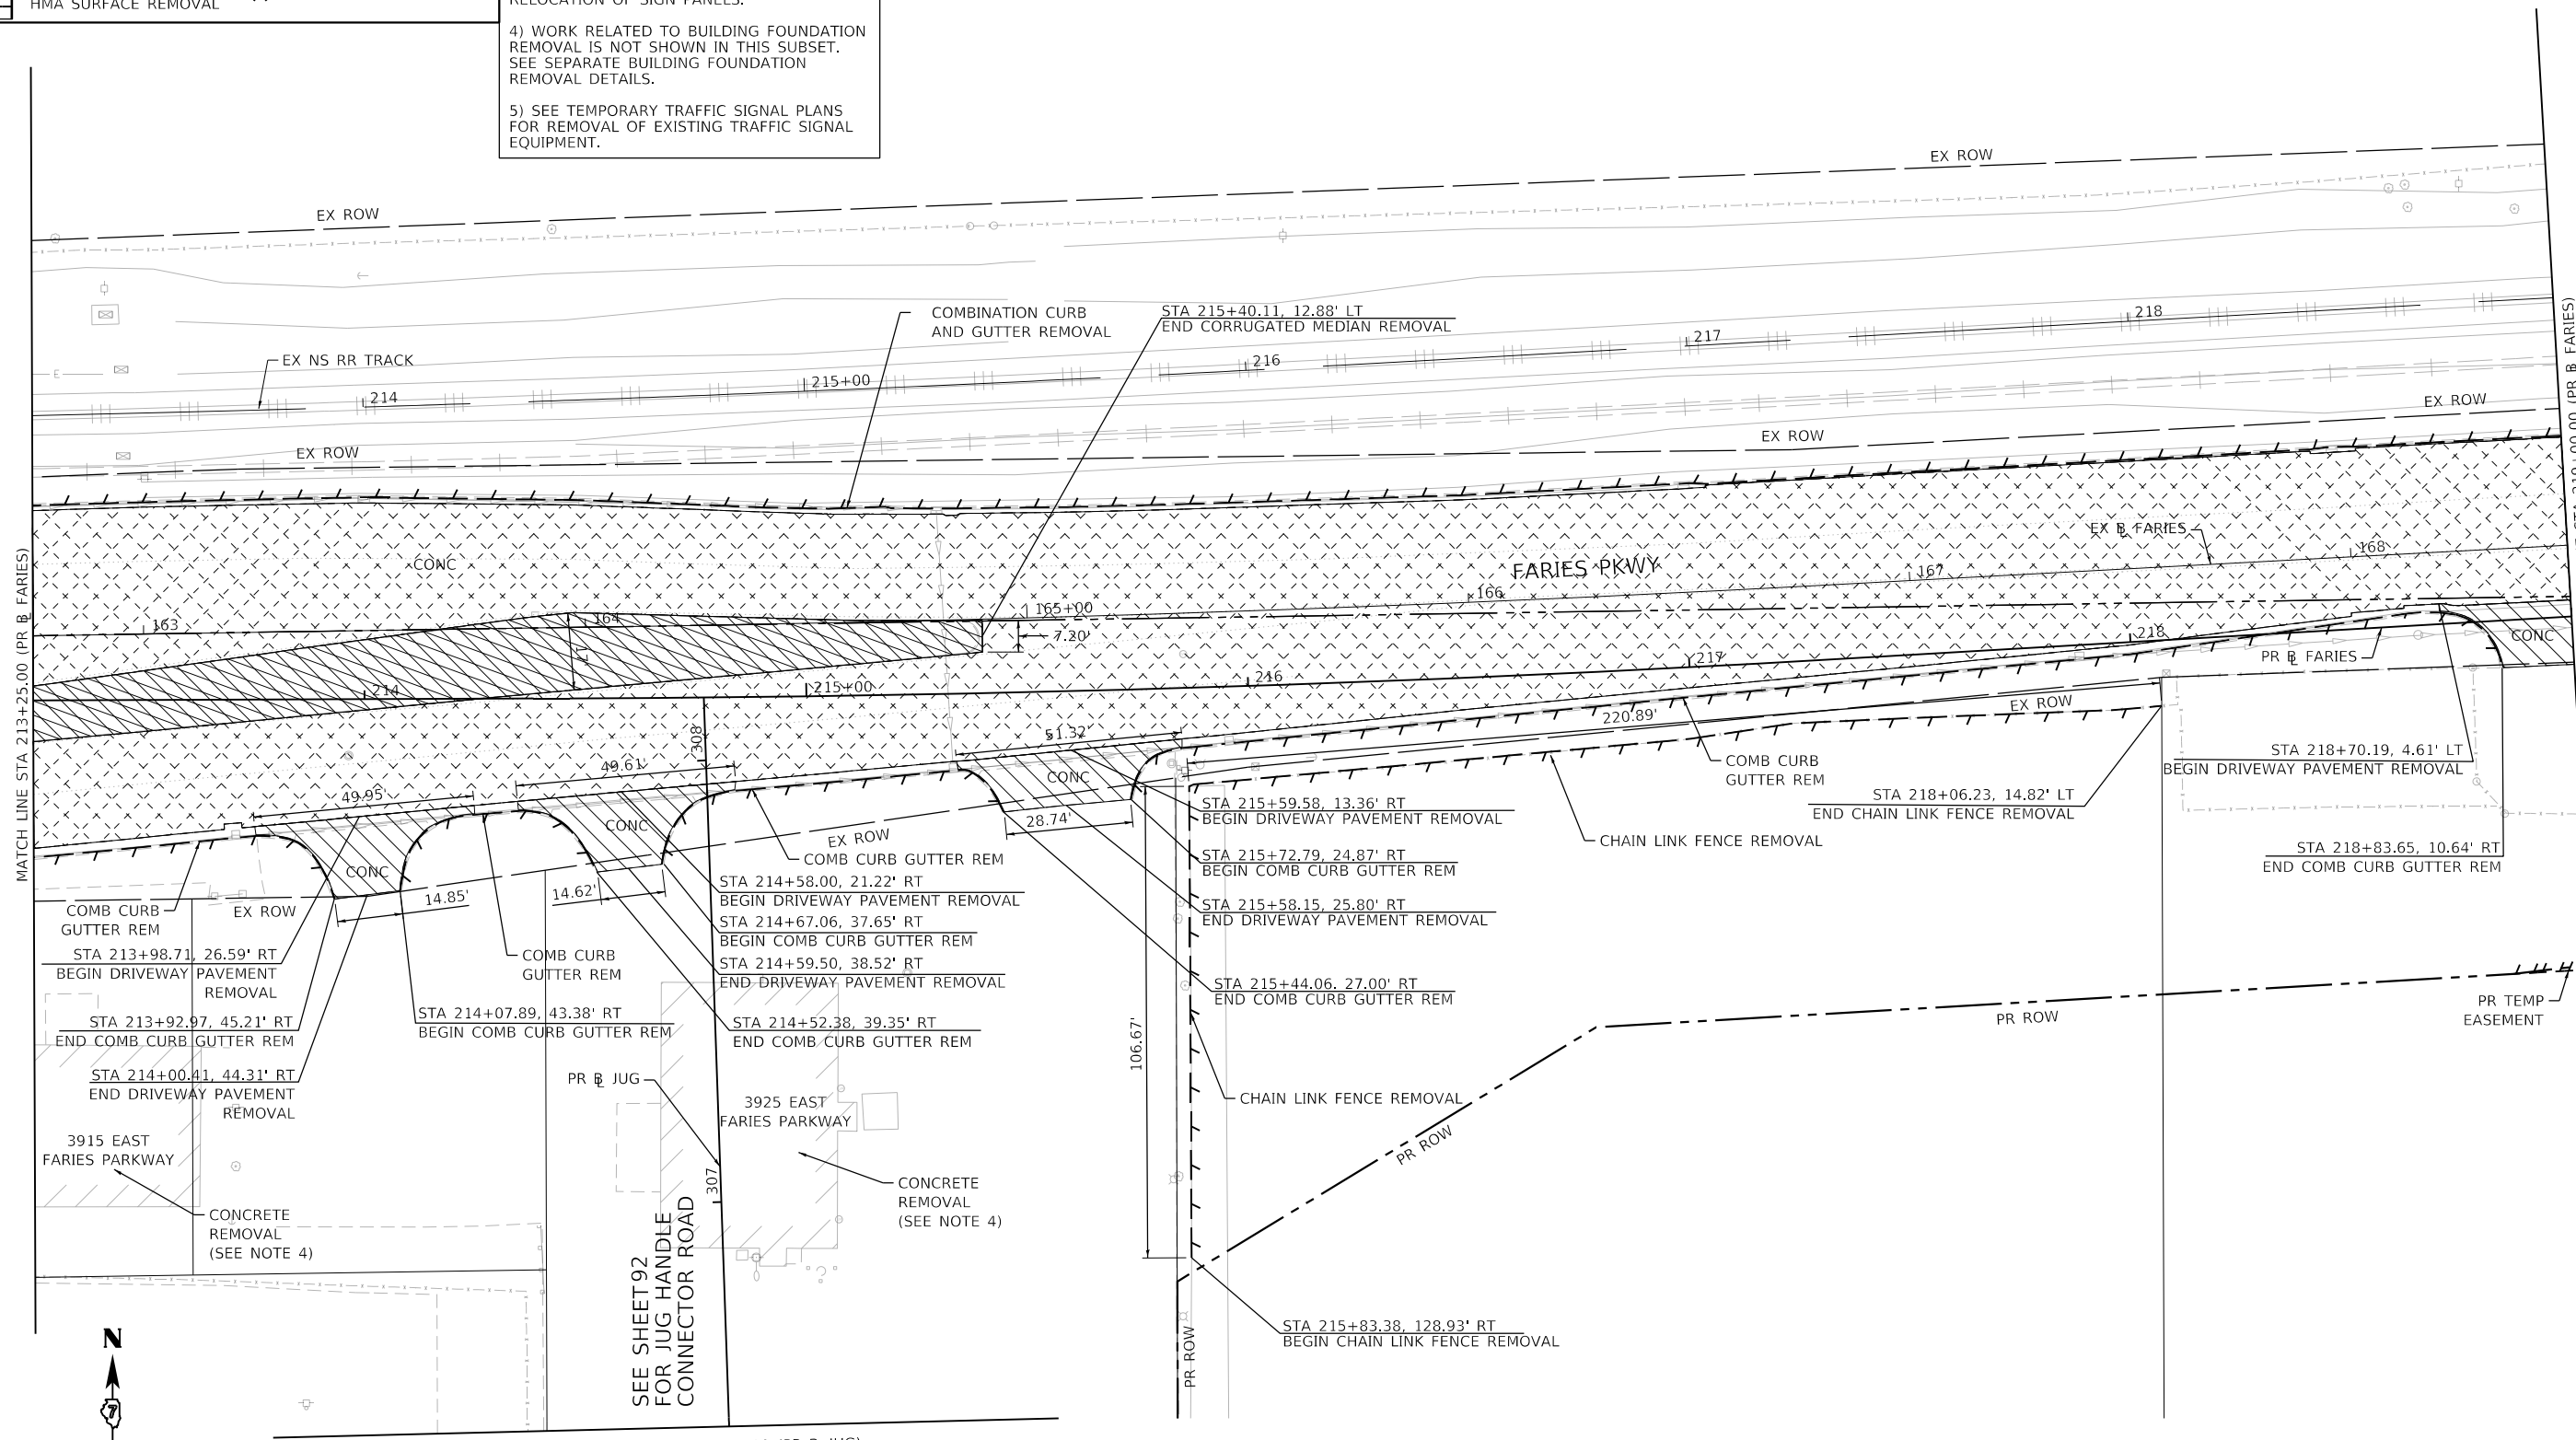 HMA SURFACE REMOVAL
RELOCATION OF SIGN PANELS.
4) WORK RELATED TO BUILDING FOUNDATION
REMOVAL IS NOT SHOWN IN THIS SUBSET.
SEE SEPARATE BUILDING FOUNDATION
REMOVAL DETAILS.
5) SEE TEMPORARY TRAFFIC SIGNAL PLANS
FOR REMOVAL OF EXISTING TRAFFIC SIGNAL
EQUIPMENT.
EX ROW
EX ROW
COMBINATION CURB
AND GUTTER REMOVAL
STA 215+40.11, 12.88' LT
END CORRUGATED MEDIAN REMOVAL
EX NS RR TRACK
214
215+00
216
217
218
EX ROW
EX ROW
EX ROW
MATCH LINE STA 213+25.00 (PR BL FARIES)
219+00.00 (PR BL FARIES)
CONC
FARIES PKWY
EX BL FARIES
163
164
165+00
166
167
168
17'
7.20'
214
215+00
216
217
218
PR BL FARIES
CONC
308
49.95'
49.61'
51.32'
220.89'
EX ROW
CONC
CONC
CONC
EX ROW
28.74'
14.85'
14.62'
COMB CURB
GUTTER REM
EX ROW
STA 213+98.71, 26.59' RT
BEGIN DRIVEWAY PAVEMENT
REMOVAL
STA 213+92.97, 45.21' RT
END COMB CURB GUTTER REM
STA 214+00.41, 44.31' RT
END DRIVEWAY PAVEMENT
REMOVAL
3915 EAST
FARIES PARKWAY
CONCRETE
REMOVAL
(SEE NOTE 4)
COMB CURB
GUTTER REM
STA 214+07.89, 43.38' RT
BEGIN COMB CURB GUTTER REM
COMB CURB GUTTER REM
STA 214+58.00, 21.22' RT
BEGIN DRIVEWAY PAVEMENT REMOVAL
STA 214+67.06, 37.65' RT
BEGIN COMB CURB GUTTER REM
STA 214+59.50, 38.52' RT
END DRIVEWAY PAVEMENT REMOVAL
STA 214+52.38, 39.35' RT
END COMB CURB GUTTER REM
PR BL JUG
3925 EAST
FARIES PARKWAY
307
CONCRETE
REMOVAL
(SEE NOTE 4)
SEE SHEET 92
FOR JUG HANDLE
CONNECTOR ROAD
STA 215+59.58, 13.36' RT
BEGIN DRIVEWAY PAVEMENT REMOVAL
STA 215+72.79, 24.87' RT
BEGIN COMB CURB GUTTER REM
STA 215+58.15, 25.80' RT
END DRIVEWAY PAVEMENT REMOVAL
STA 215+44.06. 27.00' RT
END COMB CURB GUTTER REM
106.67'
CHAIN LINK FENCE REMOVAL
STA 215+83.38, 128.93' RT
BEGIN CHAIN LINK FENCE REMOVAL
PR ROW
PR ROW
PR ROW
COMB CURB
GUTTER REM
CHAIN LINK FENCE REMOVAL
STA 218+06.23, 14.82' LT
END CHAIN LINK FENCE REMOVAL
STA 218+70.19, 4.61' LT
BEGIN DRIVEWAY PAVEMENT REMOVAL
STA 218+83.65, 10.64' RT
END COMB CURB GUTTER REM
PR TEMP
EASEMENT
N
7